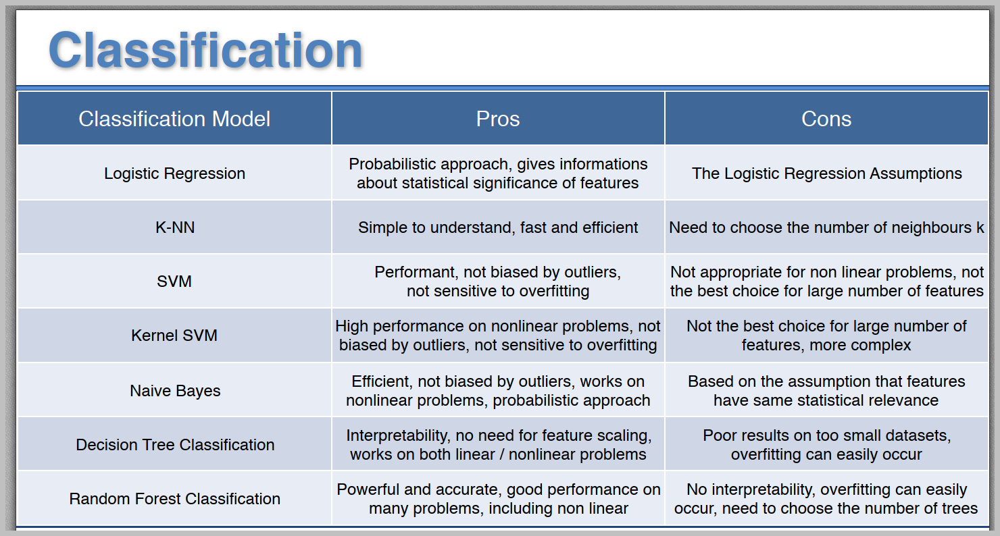 Classification
Classification Model
Pros
Cons
Logistic Regression
Probabilistic approach, gives informations
about statistical significance of features
The Logistic Regression Assumptions
K-NN
Simple to understand, fast and efficient
Need to choose the number of neighbours k
SVM
Performant, not biased by outliers,
not sensitive to overfitting
Not appropriate for non linear problems, not
the best choice for large number of features
Kernel SVM
High performance on nonlinear problems, not
biased by outliers, not sensitive to overfitting
Not the best choice for large number of
features, more complex
Naive Bayes
Efficient, not biased by outliers, works on
nonlinear problems, probabilistic approach
Based on the assumption that features
have same statistical relevance
Decision Tree Classification
Interpretability, no need for feature scaling,
works on both linear / nonlinear problems
Poor results on too small datasets,
overfitting can easily occur
Random Forest Classification
Powerful and accurate, good performance on
many problems, including non linear
No interpretability, overfitting can easily
occur, need to choose the number of trees